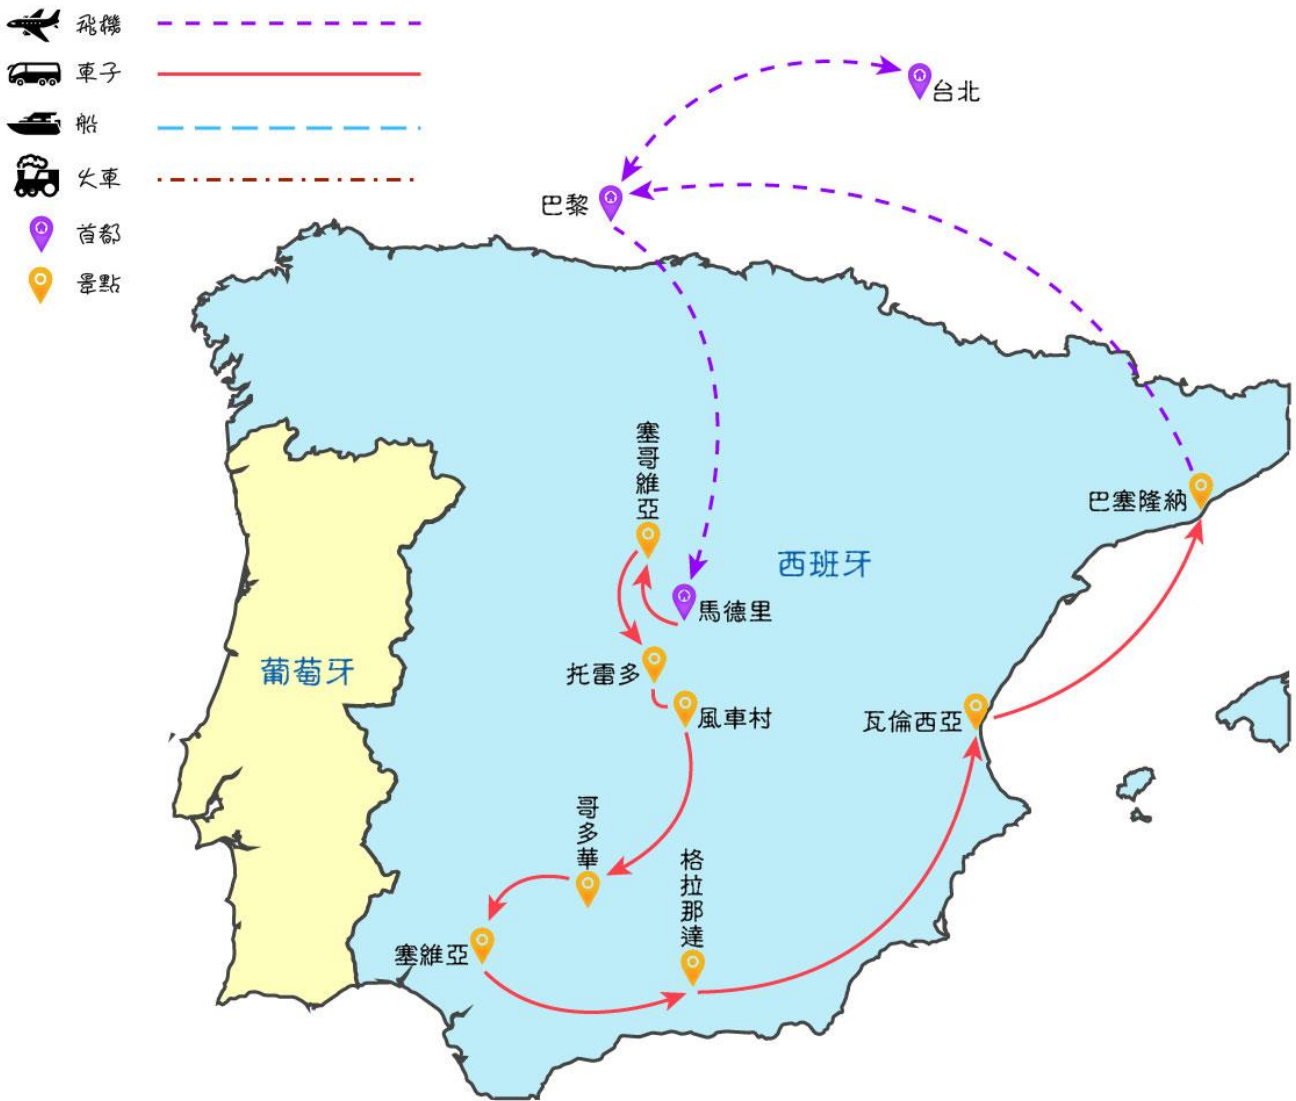 飛機
車子
船
火車
首都
景點
台北
巴黎
塞哥維亞
巴塞隆納
西班牙
馬德里
葡萄牙
托雷多
風車村
瓦倫西亞
哥多華
格拉那達
塞維亞